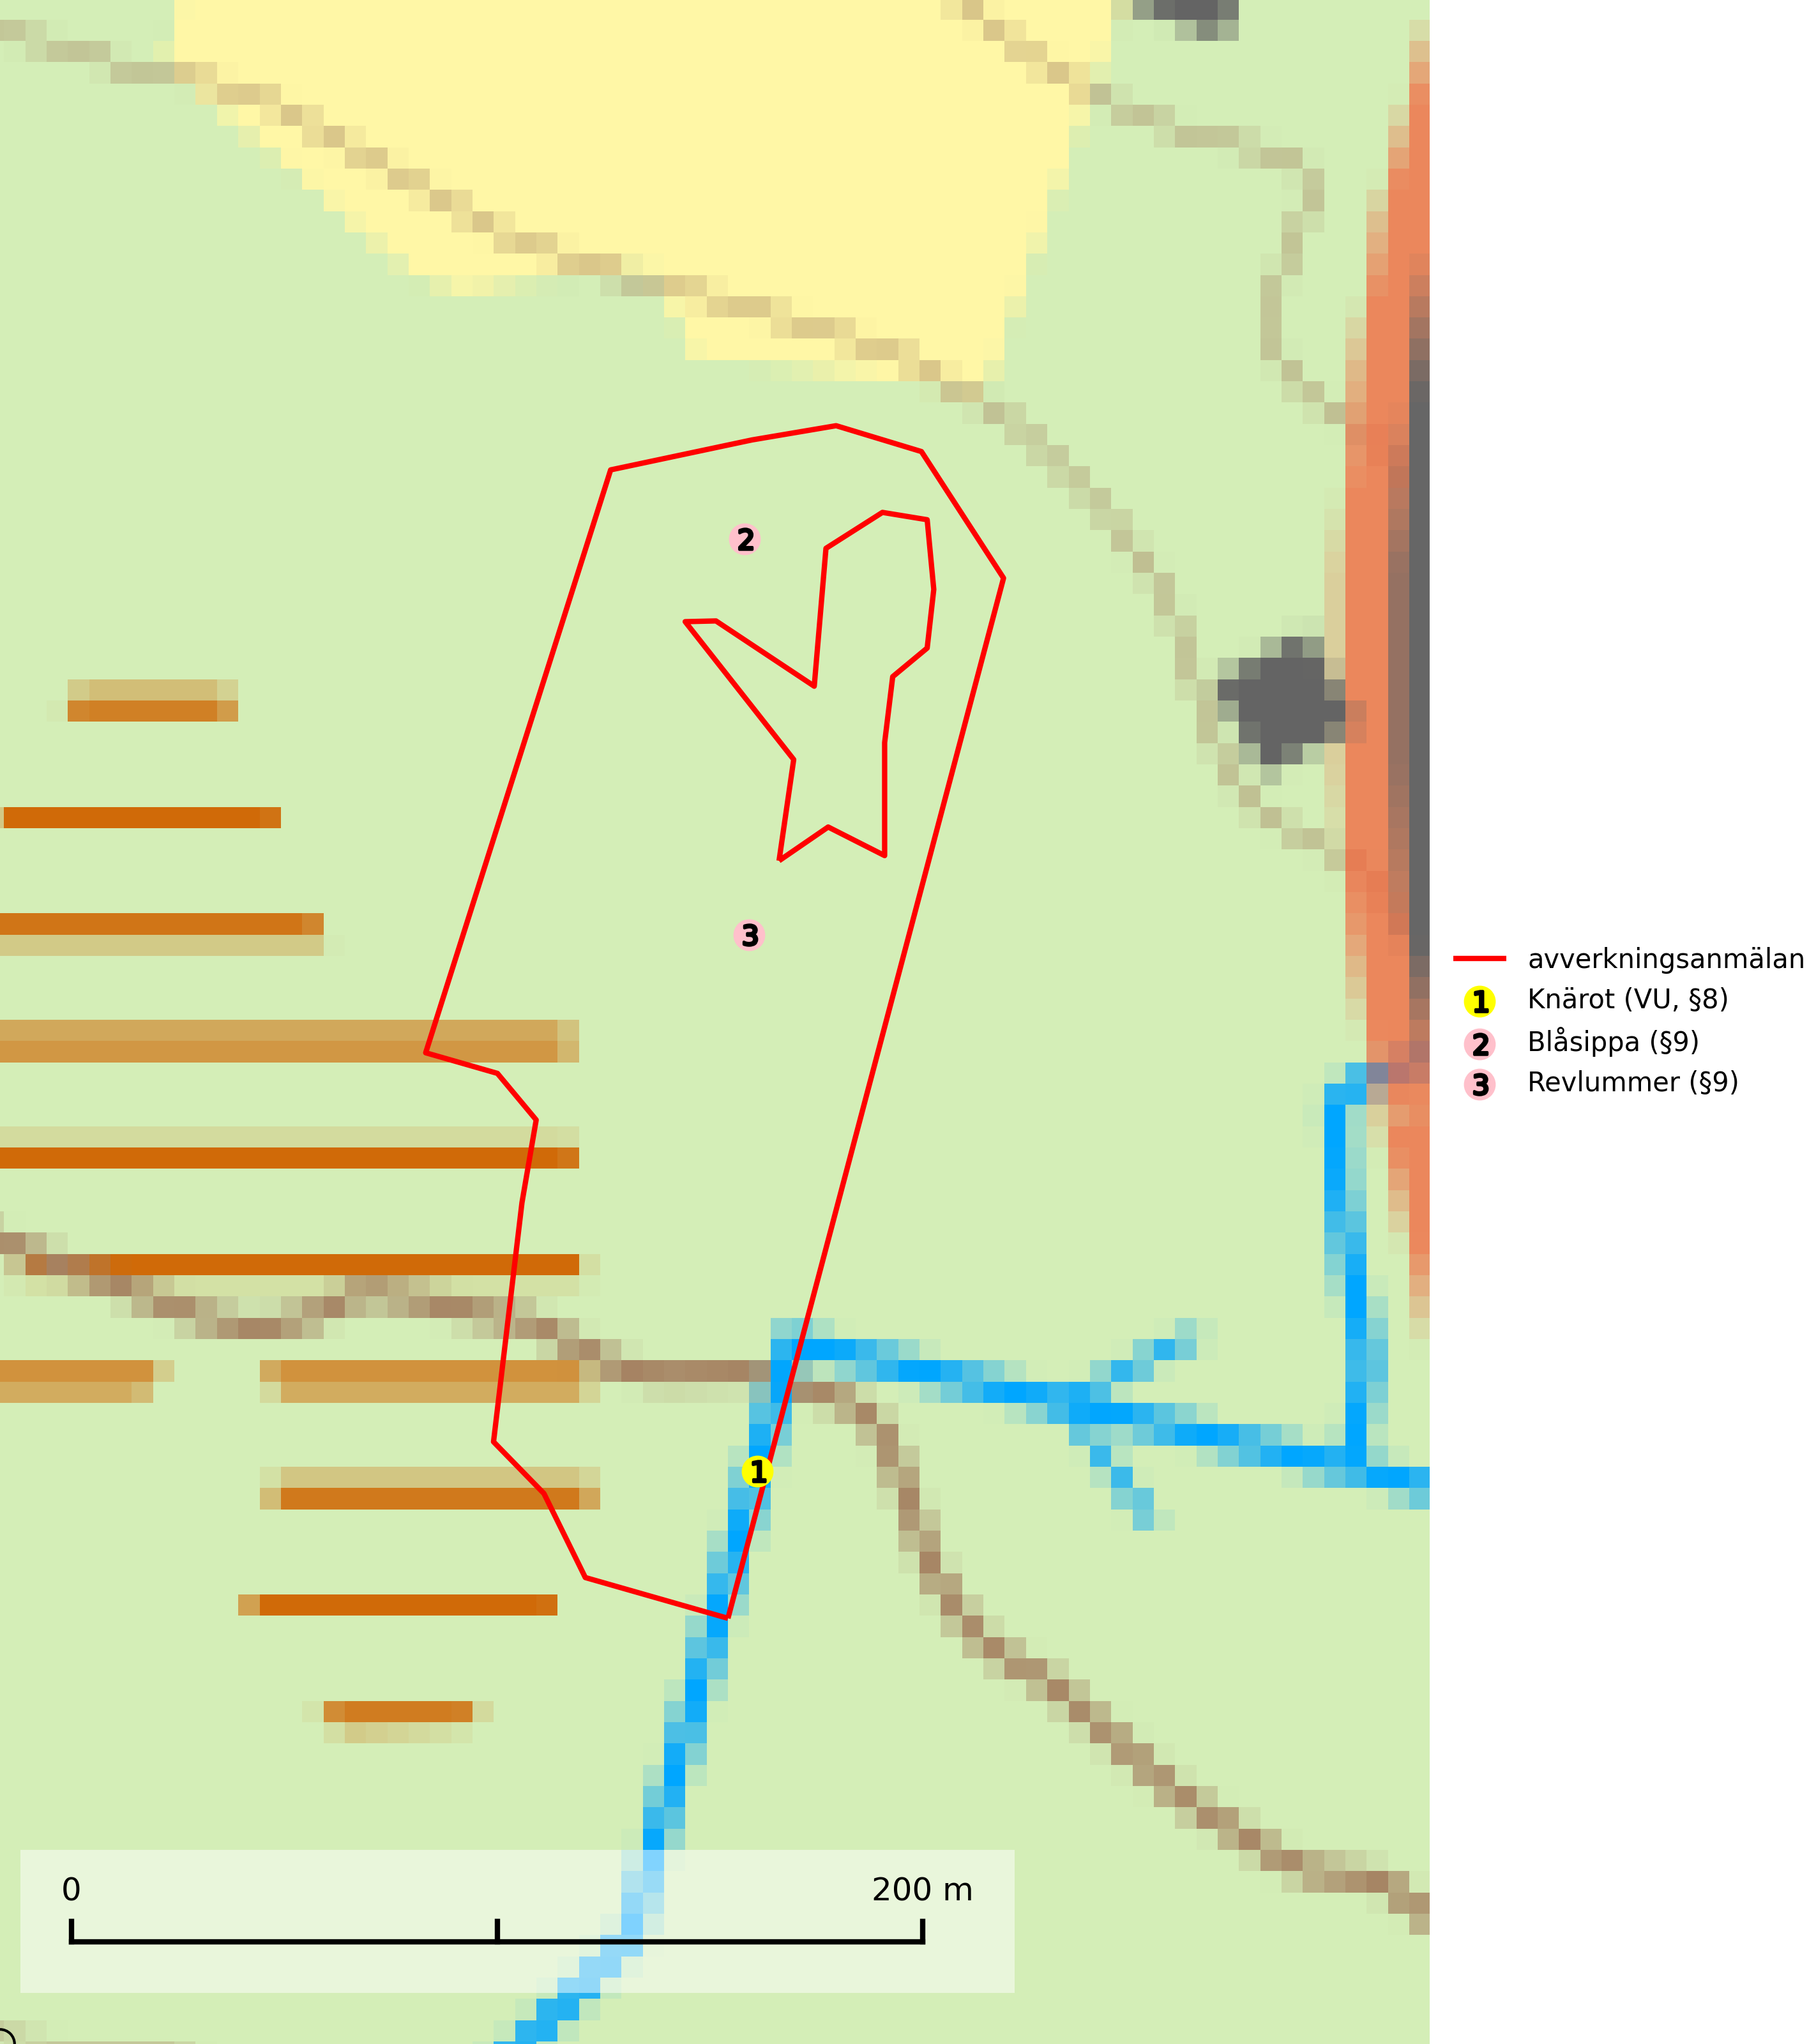 2
3
1
avverkningsanmälan
1 Knärot (VU, §8)
2 Blåsippa (§9)
3 Revlummer (§9)
0 200 m